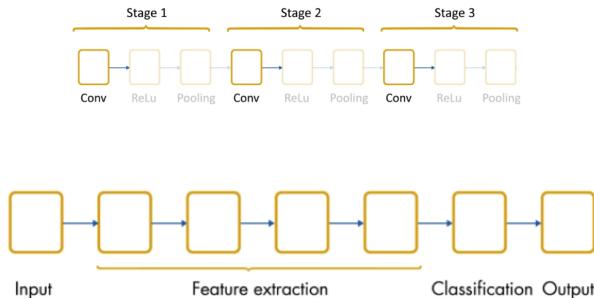 Stage 1 Stage 2 Stage 3
Conv ReLu Pooling Conv ReLu Pooling Conv ReLu Pooling
Input Feature extraction Classification Output